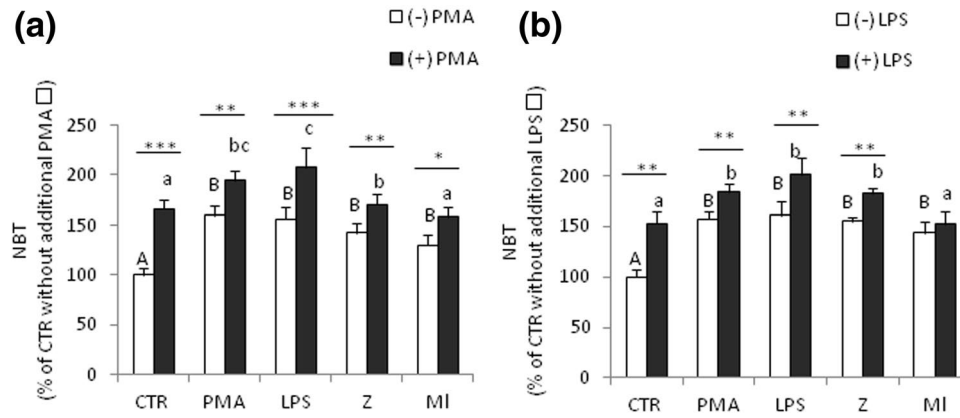 (a)
(-) PMA
(+) PMA
NBT
(% of CTR without additional PMA □)
250
200
150
100
50
0
***
**
***
**
*
A
a
B
bc
B
c
B
b
B
a
CTR PMA LPS Z MI
(b)
(-) LPS
(+) LPS
NBT
(% of CTR without additional LPS □)
250
200
150
100
50
0
**
**
**
**
A
a
B
b
B
b
B
b
B
a
CTR PMA LPS Z MI